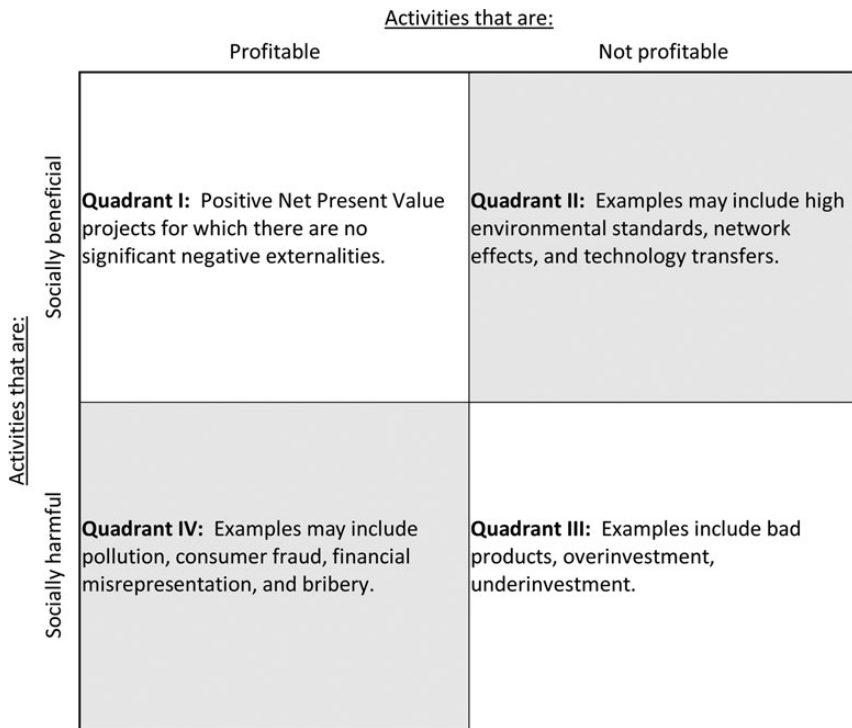 Activities that are:
Profitable
Not profitable
Activities that are:
Socially beneficial
Quadrant I:  Positive Net Present Value
projects for which there are no
significant negative externalities.
Quadrant II:  Examples may include high
environmental standards, network
effects, and technology transfers.
Socially harmful
Quadrant IV:  Examples may include
pollution, consumer fraud, financial
misrepresentation, and bribery.
Quadrant III:  Examples include bad
products, overinvestment,
underinvestment.